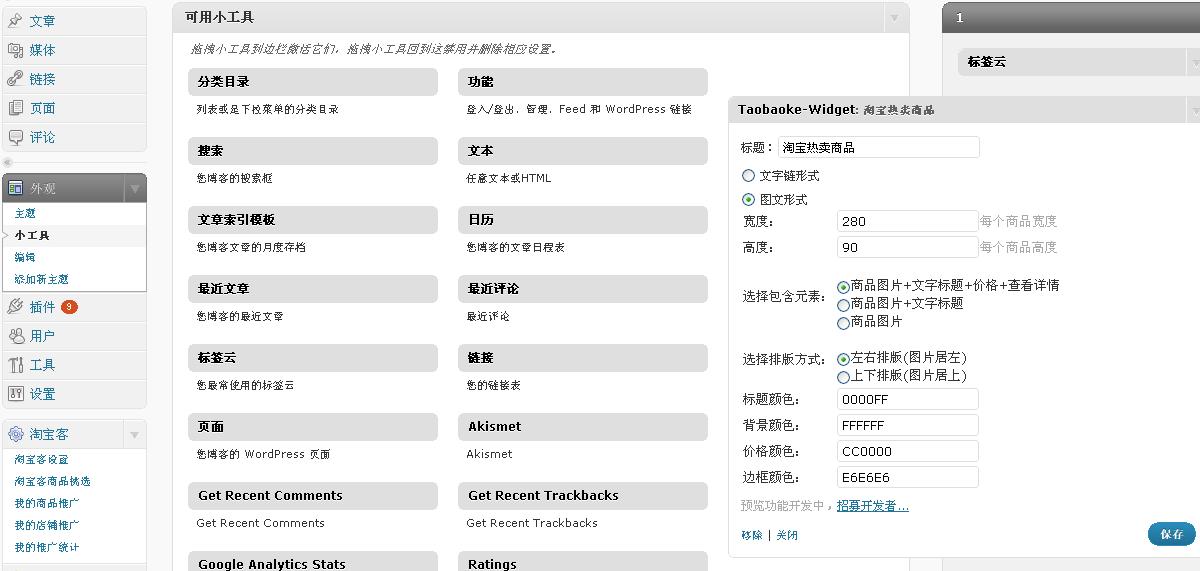 文章
媒体
链接
页面
评论
外观
主题
小工具
编辑
添加新主题
插件 9
用户
工具
设置
淘宝客
淘宝客设置
淘宝客商品挑选
我的商品推广
我的店铺推广
我的推广统计
可用小工具
拖拽小工具到边栏激活它们，拖拽小工具回到这禁用并删除相应设置。
分类目录
列表或是下拉菜单的分类目录
功能
登入/登出，管理，Feed 和 WordPress 链接
搜索
您博客的搜索框
文本
任意文本或HTML
文章索引模板
您博客文章的月度存档
日历
您博客的文章日程表
最近文章
您博客的最近文章
最近评论
最近评论
标签云
您最常使用的标签云
链接
您的链接表
页面
您博客的 WordPress 页面
Akismet
Akismet
Get Recent Comments
Get Recent Comments
Get Recent Trackbacks
Get Recent Trackbacks
Google Analytics Stats
Ratings
1
标签云
Taobaoke-Widget: 淘宝热卖商品
标题： 淘宝热卖商品
文字链形式
图文形式
宽度： 280 每个商品宽度
高度： 90 每个商品高度
选择包含元素： 商品图片+文字标题+价格+查看详情
商品图片+文字标题
商品图片
选择排版方式： 左右排版(图片居左)
上下排版(图片居上)
标题颜色： 0000FF
背景颜色： FFFFFF
价格颜色： CC0000
边框颜色： E6E6E6
预览功能开发中，招募开发者...
移除 | 关闭
保存